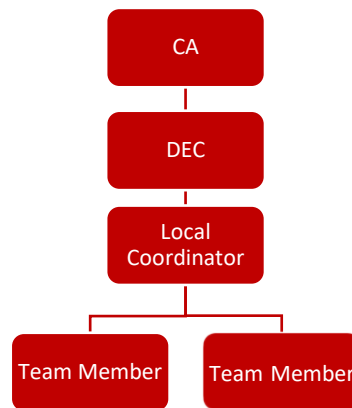 CA
DEC
Local
Coordinator
Team Member
Team Member